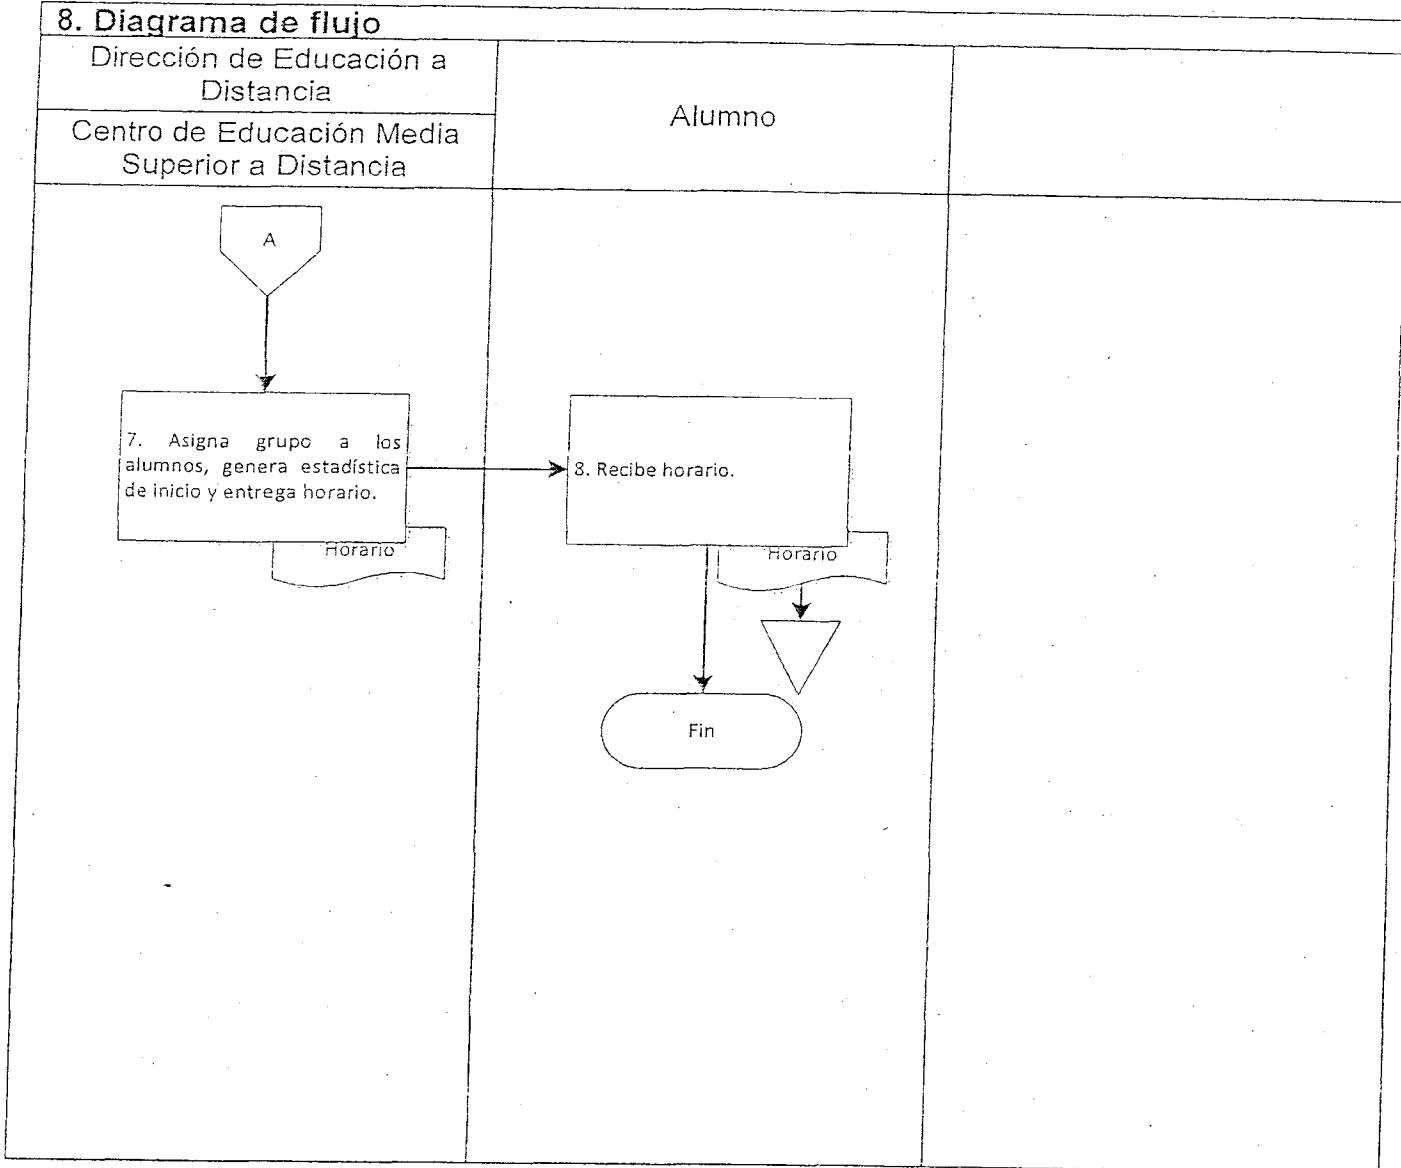 8. Diagrama de flujo
Dirección de Educación a
Distancia
Centro de Educación Media
Superior a Distancia
Alumno
A
7. Asigna grupo a los
alumnos, genera estadística
de inicio y entrega horario.
Horario
8. Recibe horario.
Horario
Fin